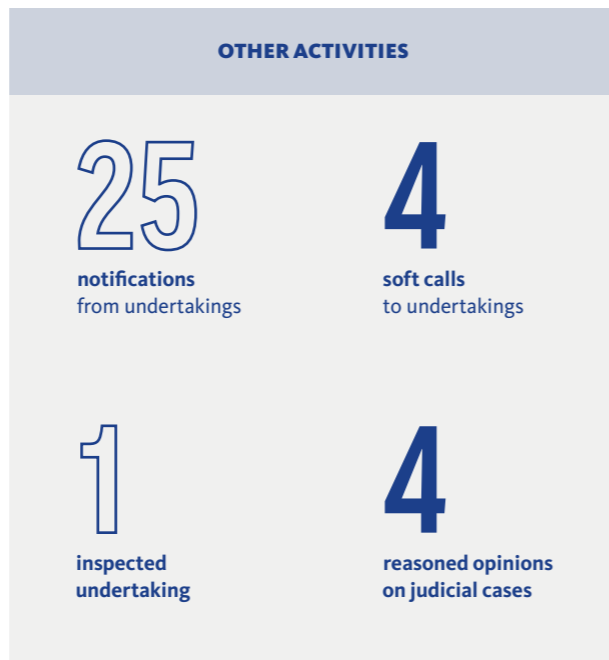 OTHER ACTIVITIES
25
notifications
from undertakings
4
soft calls
to undertakings
1
inspected
undertaking
4
reasoned opinions
on judicial cases